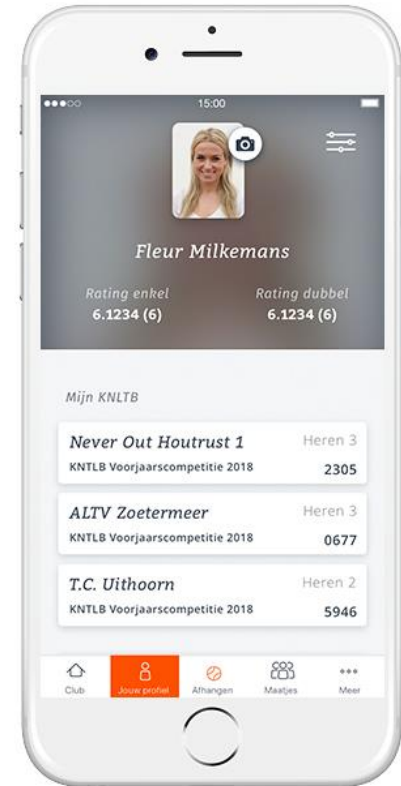 15:00
Fleur Milkemans
Rating enkel Rating dubbel
6.1234 (6) 6.1234 (6)
Mijn KNLTB
Never Out Houtrust 1 Heren 3
KNTLB Voorjaarscompetitie 2018 2305
ALTV Zoetermeer Heren 3
KNTLB Voorjaarscompetitie 2018 0677
T.C. Uithoorn Heren 2
KNTLB Voorjaarscompetitie 2018 5946
Club Jouw profiel Afhangen Maatjes Meer